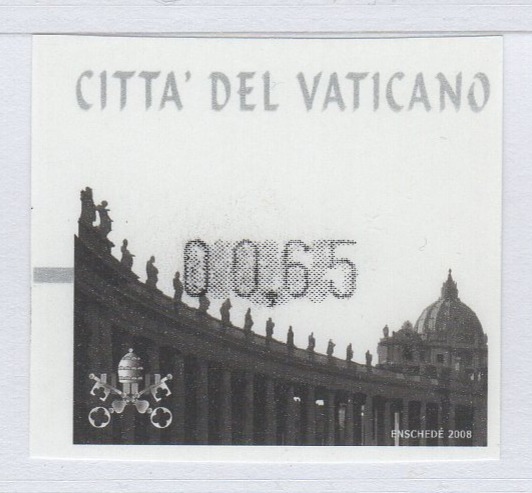 CITTA' DEL VATICANO
00,65
ENSCHEDÉ 2008